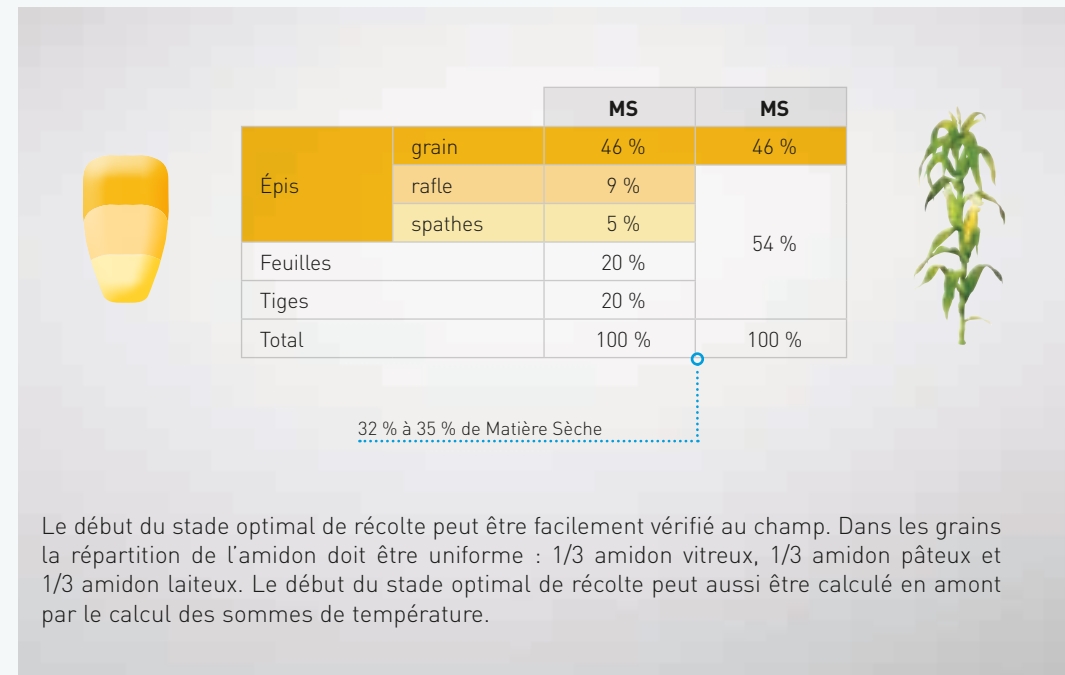 MS MS
Épis grain 46 % 46 %
rafle 9 %
spathes 5 %
54 %
Feuilles 20 %
Tiges 20 %
Total 100 % 100 %
32 % à 35 % de Matière Sèche
Le début du stade optimal de récolte peut être facilement vérifié au champ. Dans les grains
la répartition de l’amidon doit être uniforme : 1/3 amidon vitreux, 1/3 amidon pâteux et
1/3 amidon laiteux. Le début du stade optimal de récolte peut aussi être calculé en amont
par le calcul des sommes de température.